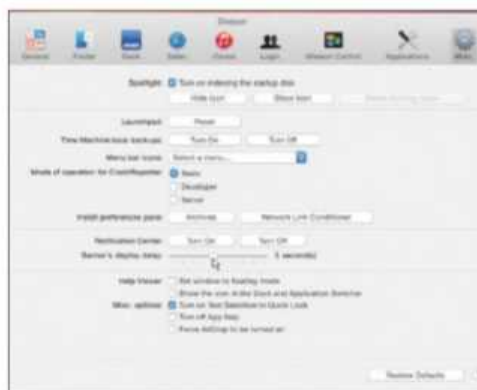 General Finder Dock Safari iTunes Login Mission Control Applications Misc.
Spotlight: Turn on indexing the startup disk
Hide Icon Show Icon
Launchpad: Reset
Time Machine local backups: Turn On Turn Off
Menu bar icons: Select a menu...
Mode of operation for CrashReporter: Basic
Developer
Server
Install preferences pane: Archives Network Link Conditioner
Notification Center: Turn On Turn Off
Banner's display delay: 5 second(s)
Help Viewer: Set window to floating mode
Show the icon in the Dock and Application Switcher
Misc. options: Turn on Text Selection in Quick Look
Turn off App Nap
Force AirDrop to be turned on
Restore Defaults